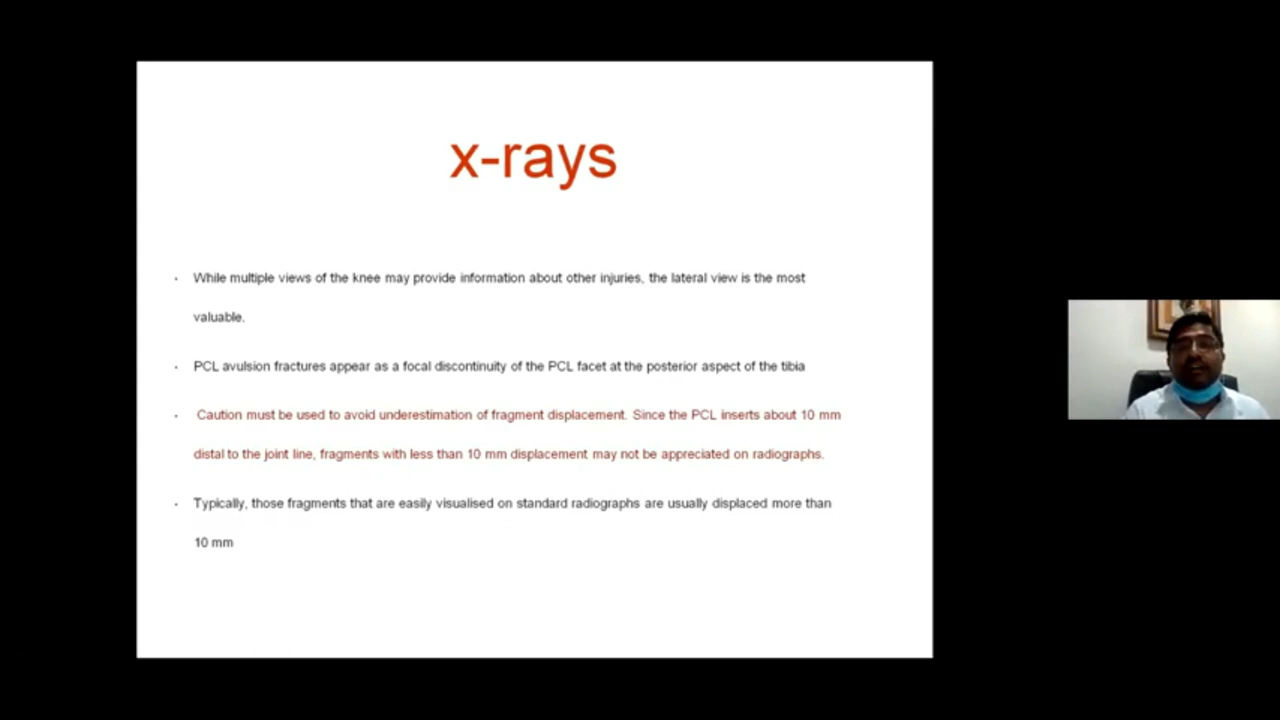 x-rays
· While multiple views of the knee may provide information about other injuries, the lateral view is the most
valuable.
· PCL avulsion fractures appear as a focal discontinuity of the PCL facet at the posterior aspect of the tibia
· Caution must be used to avoid underestimation of fragment displacement. Since the PCL inserts about 10 mm
distal to the joint line, fragments with less than 10 mm displacement may not be appreciated on radiographs.
· Typically, those fragments that are easily visualised on standard radiographs are usually displaced more than
10 mm